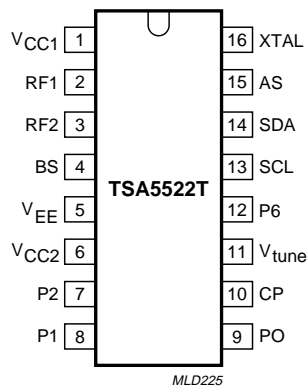 VCC1 1
RF1 2
RF2 3
BS 4
VEE 5
VCC2 6
P2 7
P1 8
TSA5522T
16 XTAL
15 AS
14 SDA
13 SCL
12 P6
11 Vtune
10 CP
9 PO
MLD225